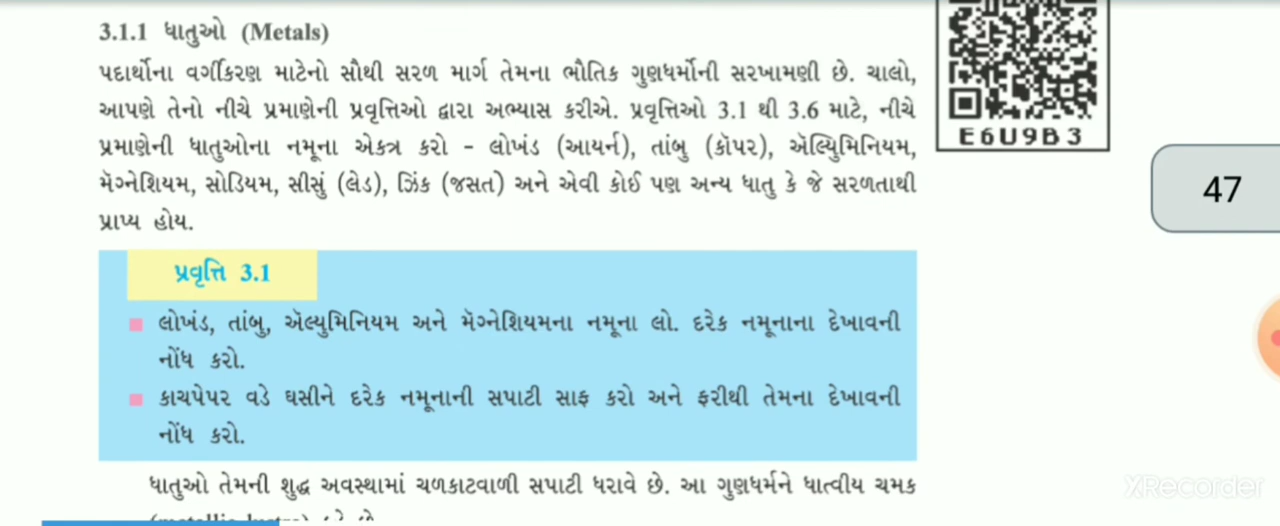 3.1.1 ધાતુઓ (Metals)
પદાર્થોના વર્ગીકરણ માટેનો સૌથી સરળ માર્ગ તેમના ભૌતિક ગુણધર્મોની સરખામણી છે. ચાલો,
આપણે તેનો નીચે પ્રમાણેની પ્રવૃત્તિઓ દ્વારા અભ્યાસ કરીએ. પ્રવૃત્તિઓ 3.1 થી 3.6 માટે, નીચે
પ્રમાણેની ધાતુઓના નમૂના એકત્ર કરો – લોખંડ (આયર્ન), તાંબુ (કૉપર), ઍલ્યુમિનિયમ,
મૅગ્નેશિયમ, સોડિયમ, સીસું (લેડ), ઝિંક (જસત) અને એવી કોઈ પણ અન્ય ધાતુ કે જે સરળતાથી
પ્રાપ્ય હોય.
E6U9B3
47
પ્રવૃત્તિ 3.1
લોખંડ, તાંબુ, ઍલ્યુમિનિયમ અને મૅગ્નેશિયમના નમૂના લો. દરેક નમૂનાના દેખાવની
નોંધ કરો.
કાચપેપર વડે ઘસીને દરેક નમૂનાની સપાટી સાફ કરો અને ફરીથી તેમના દેખાવની
નોંધ કરો.
ધાતુઓ તેમની શુદ્ધ અવસ્થામાં ચળકાટવાળી સપાટી ધરાવે છે. આ ગુણધર્મને ધાત્વીય ચમક
XRecorder